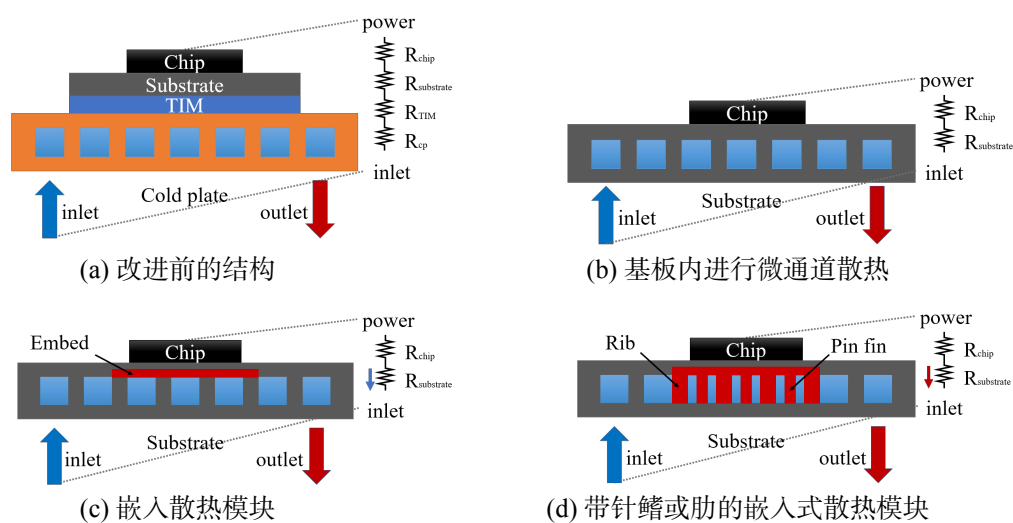 power
Chip
Substrate
TIM
R_chip
R_substrate
R_TIM
R_cp
inlet
Cold plate
inlet
outlet
(a) 改进前的结构
power
Chip
R_chip
R_substrate
inlet
Substrate
inlet
outlet
(b) 基板内进行微通道散热
power
Embed
Chip
R_chip
R_substrate
inlet
Substrate
inlet
outlet
(c) 嵌入散热模块
power
Rib
Chip
Pin fin
R_chip
R_substrate
inlet
Substrate
inlet
outlet
(d) 带针鳍或肋的嵌入式散热模块